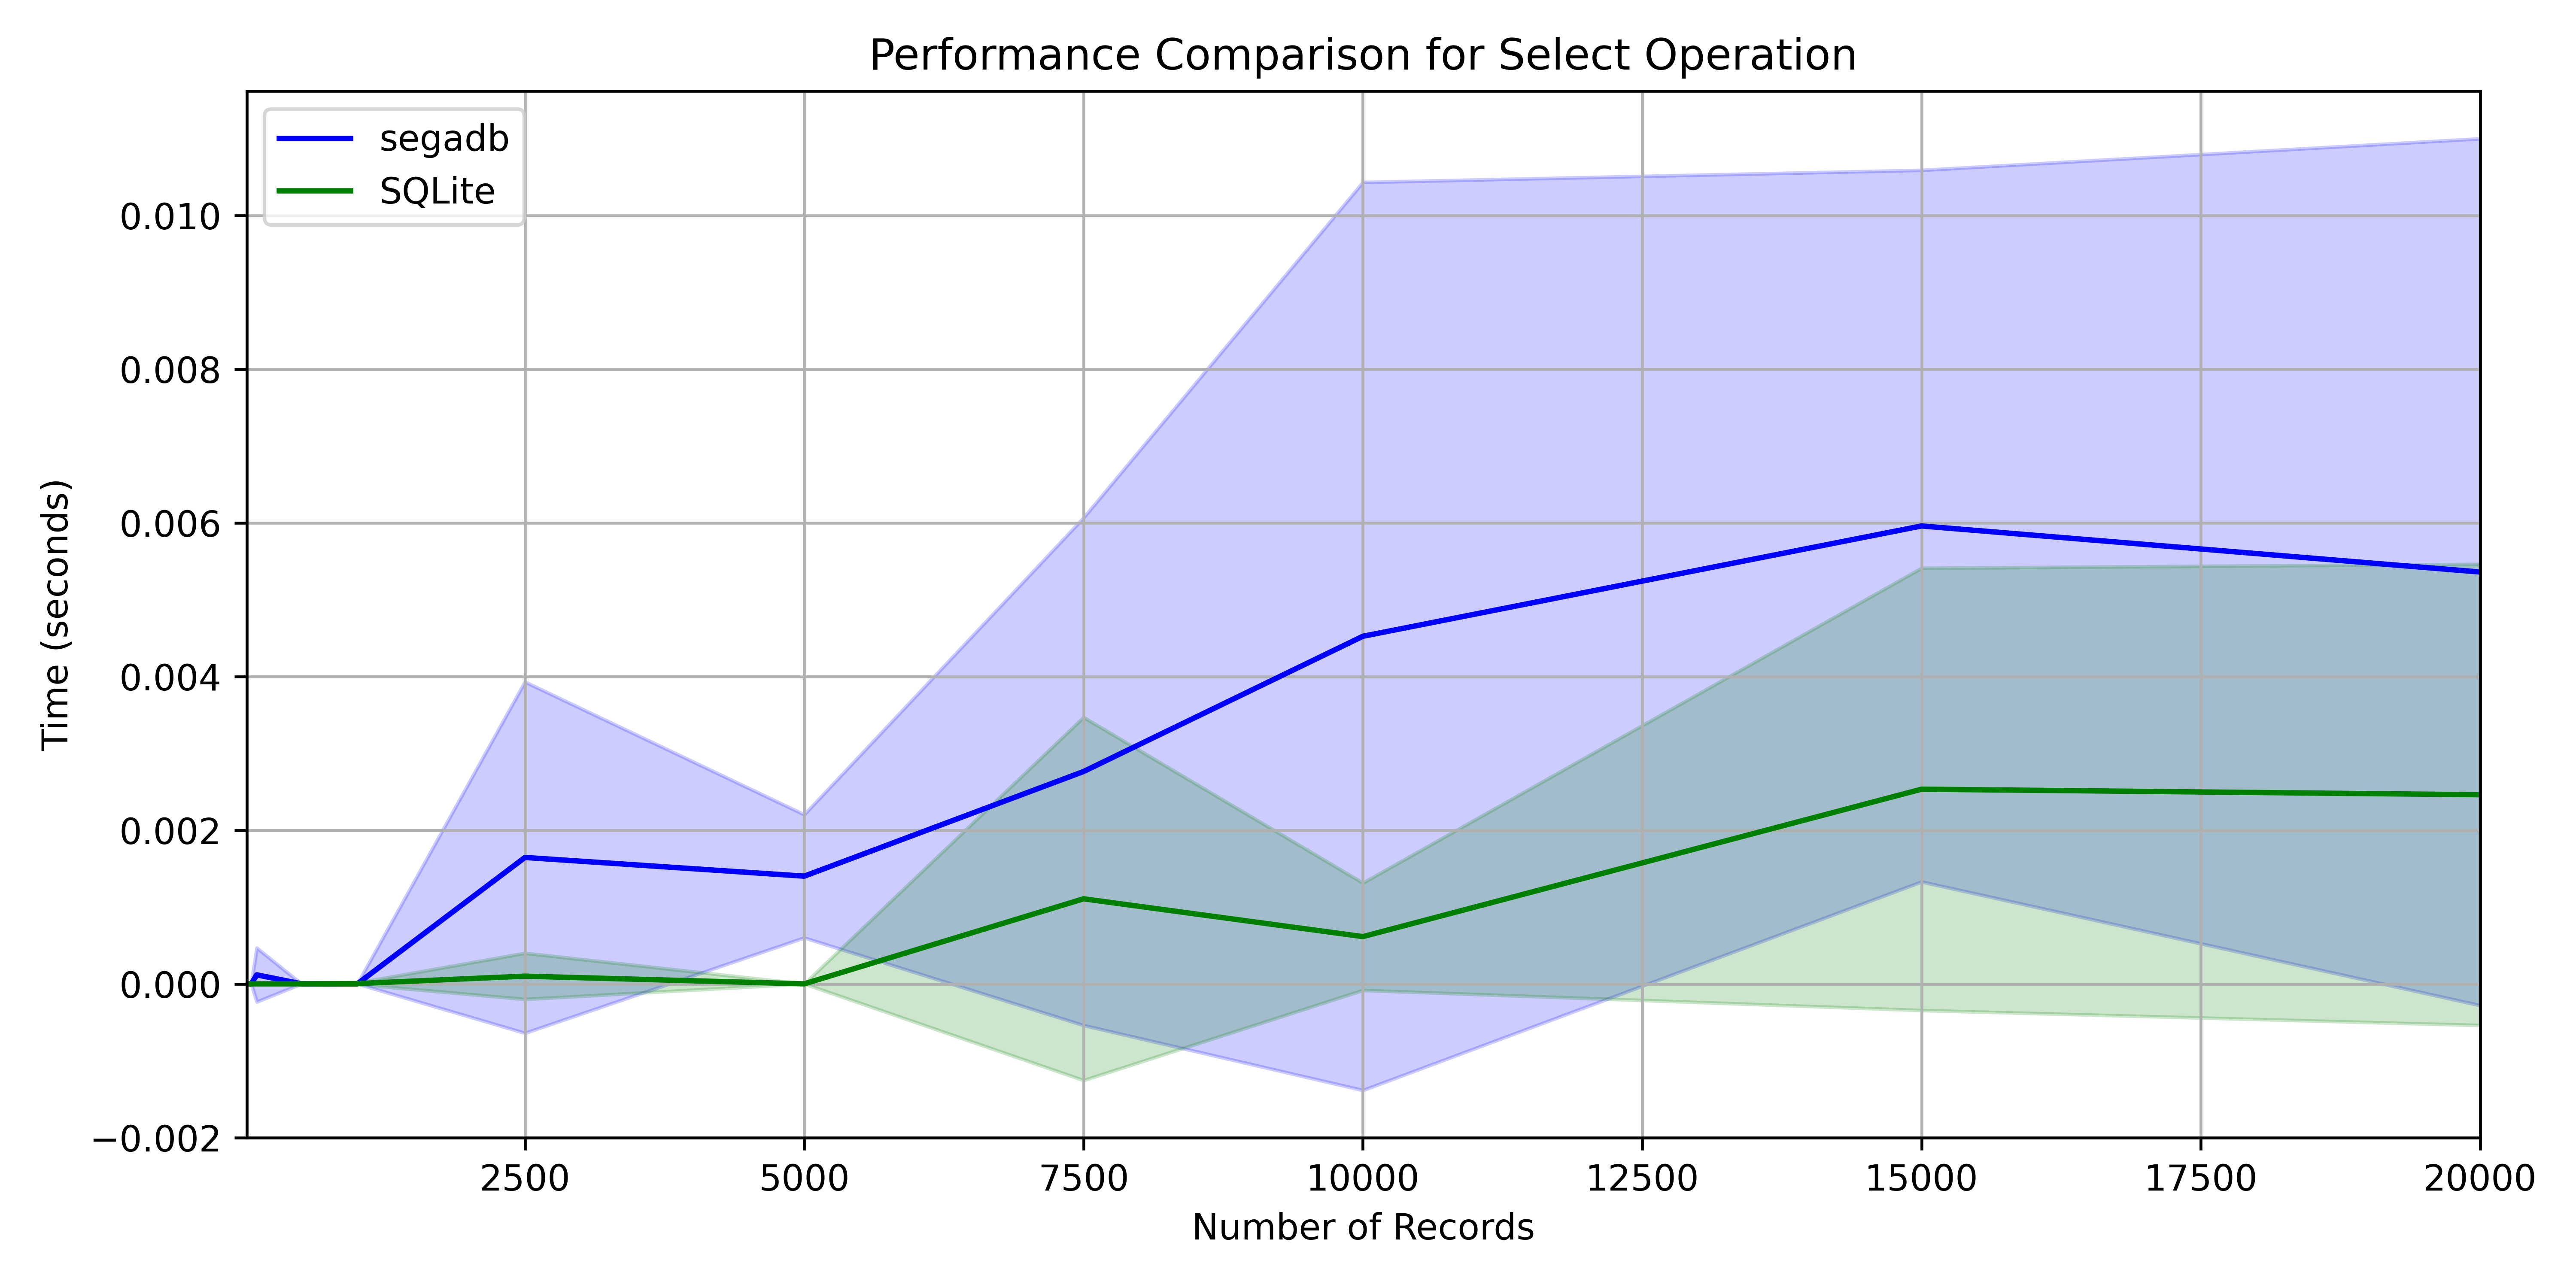 Performance Comparison for Select Operation
segadb
SQLite
0.010
0.008
0.006
0.004
0.002
0.000
−0.002
Time (seconds)
2500 5000 7500 10000 12500 15000 17500 20000
Number of Records